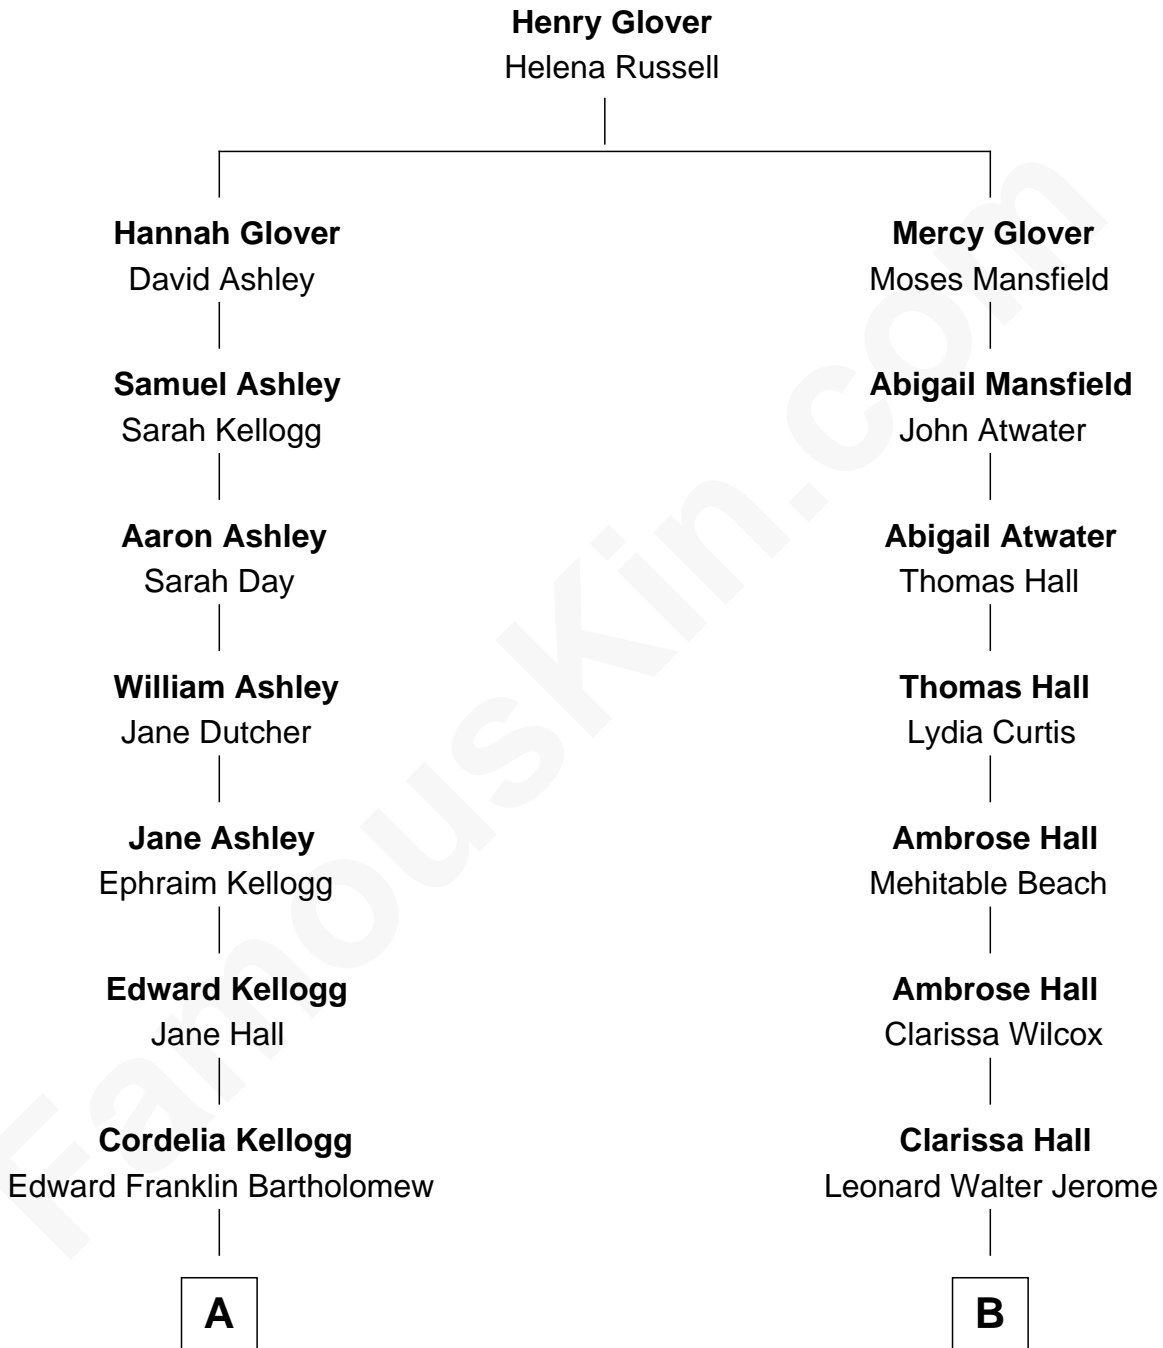 Henry Glover
Helena Russell
Hannah Glover
David Ashley
Mercy Glover
Moses Mansfield
Samuel Ashley
Sarah Kellogg
Abigail Mansfield
John Atwater
Aaron Ashley
Sarah Day
Abigail Atwater
Thomas Hall
William Ashley
Jane Dutcher
Thomas Hall
Lydia Curtis
Jane Ashley
Ephraim Kellogg
Ambrose Hall
Mehitable Beach
Edward Kellogg
Jane Hall
Ambrose Hall
Clarissa Wilcox
Cordelia Kellogg
Edward Franklin Bartholomew
Clarissa Hall
Leonard Walter Jerome
A
B
FamousKin.com